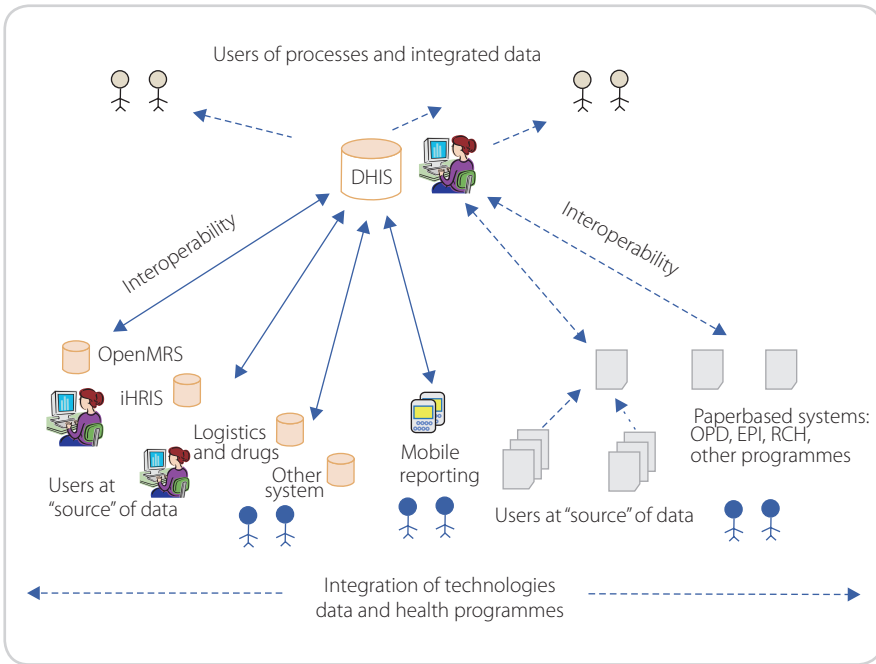 Users of processes and integrated data
DHIS
Interoperability
Interoperability
OpenMRS
iHRIS
Logistics
and drugs
Other
system
Mobile
reporting
Paperbased systems:
OPD, EPI, RCH,
other programmes
Users at
“source” of data
Users at “source” of data
Integration of technologies
data and health programmes